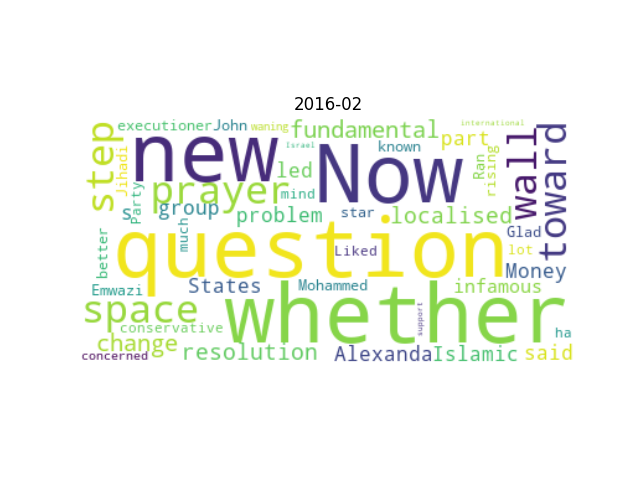 2016-02
executioner John waning international
new Now fundamental part wall toward
step Jihadi led Israel known Ran rising
prayer mind
Party s group problem star localised
much question Liked Glad lot
better States Mohammed Money
Emwazi whether infamous
space conservative support ha
change resolution Alexanda Islamic said
concerned